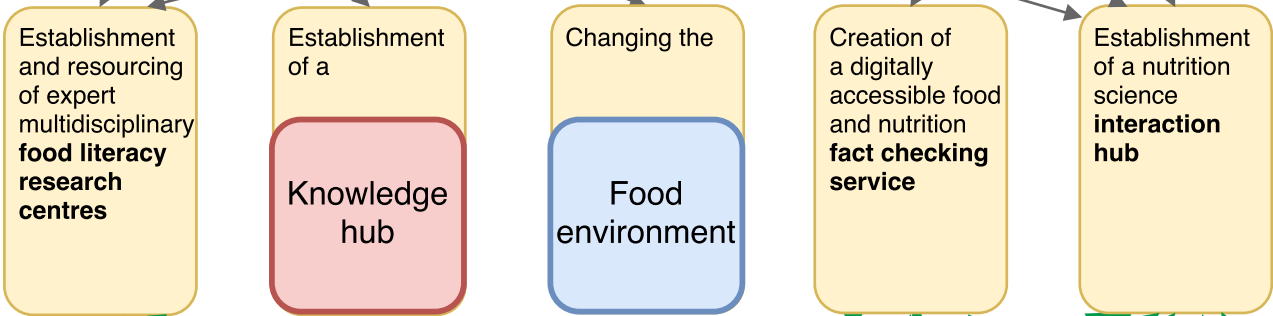 Establishment
and resourcing
of expert
multidisciplinary
food literacy
research
centres
Establishment
of a
Knowledge
hub
Changing the
Food
environment
Creation of
a digitally
accessible food
and nutrition
fact checking
service
Establishment
of a nutrition
science
interaction
hub